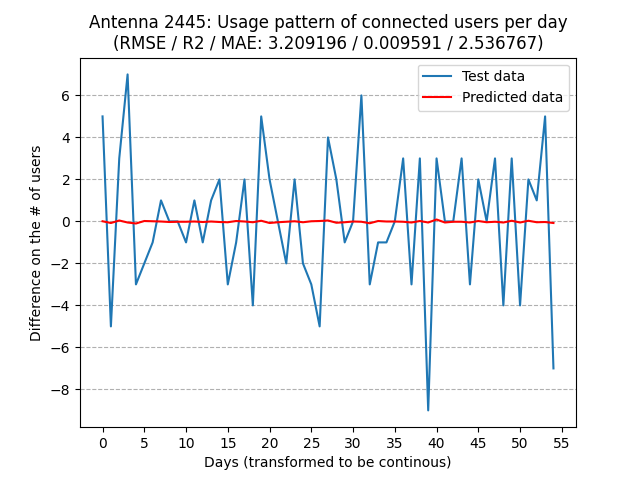 Antenna 2445: Usage pattern of connected users per day
(RMSE / R2 / MAE: 3.209196 / 0.009591 / 2.536767)
Test data
Predicted data
Difference on the # of users
6
4
2
0
−2
−4
−6
−8
0 5 10 15 20 25 30 35 40 45 50 55
Days (transformed to be continous)